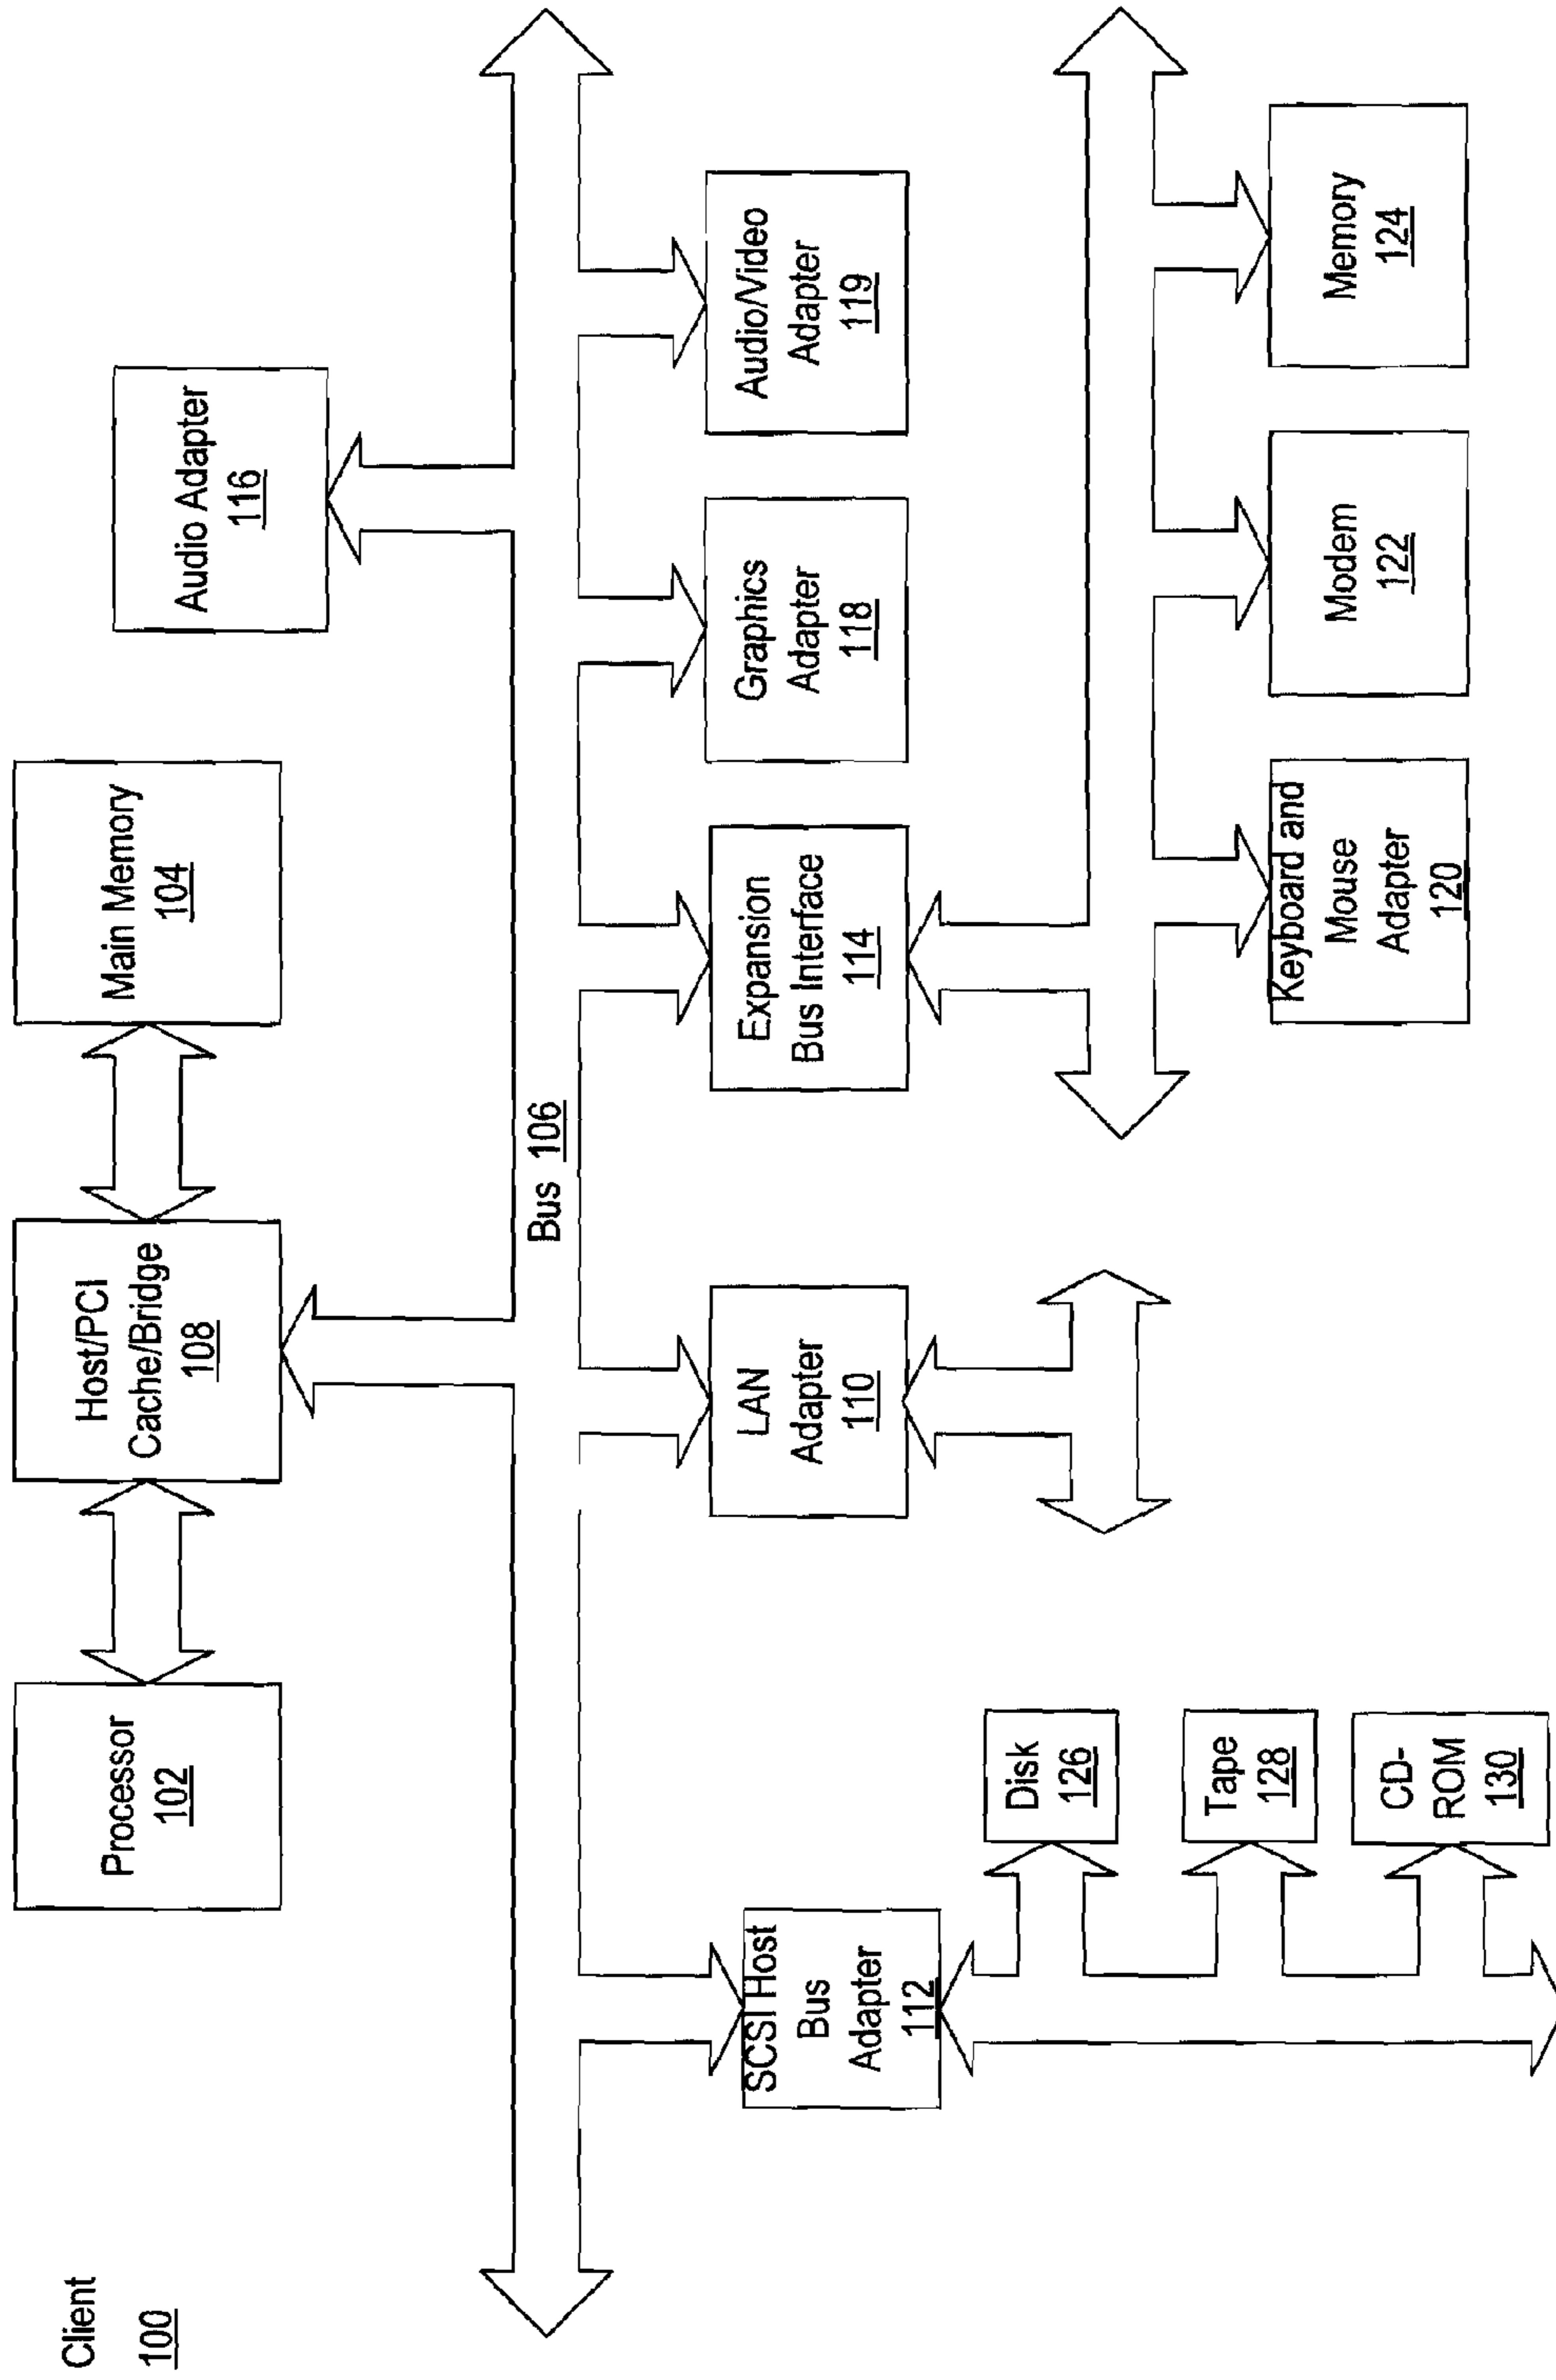 Client
100
Processor
102
Host/PCI
Cache/Bridge
108
Main Memory
104
Audio Adapter
116
Bus 106
SCSI Host
Bus
Adapter
112
LAN
Adapter
110
Expansion
Bus Interface
114
Graphics
Adapter
118
Audio/Video
Adapter
119
Disk
126
Tape
128
CD-
ROM
130
Keyboard and
Mouse
Adapter
120
Modem
122
Memory
124